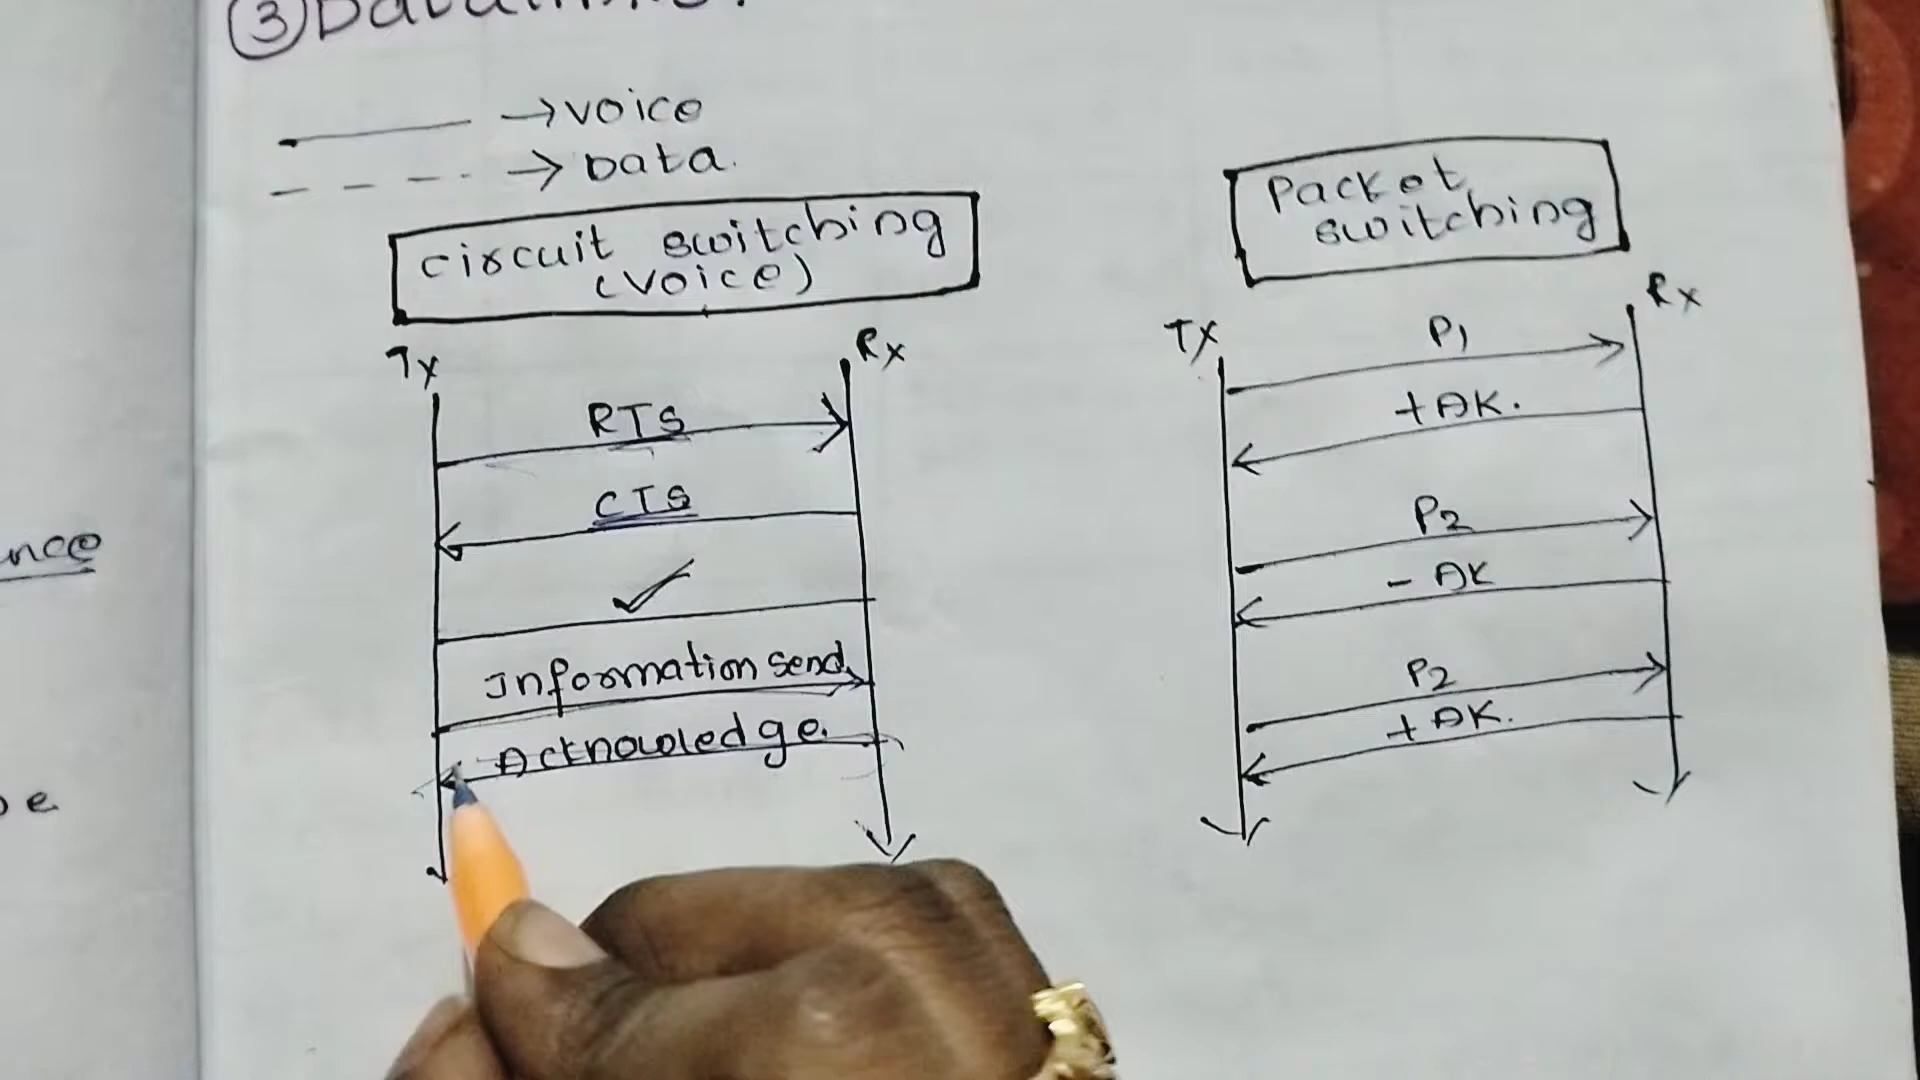 ③
→ voice
→ Data.
circuit switching
(voice)
Tx
Rx
RTS
CTS
✓
Information send
Acknowledge.
Packet
switching
Tx
Rx
P1
+ AK.
P2
- AK
P2
+ AK.